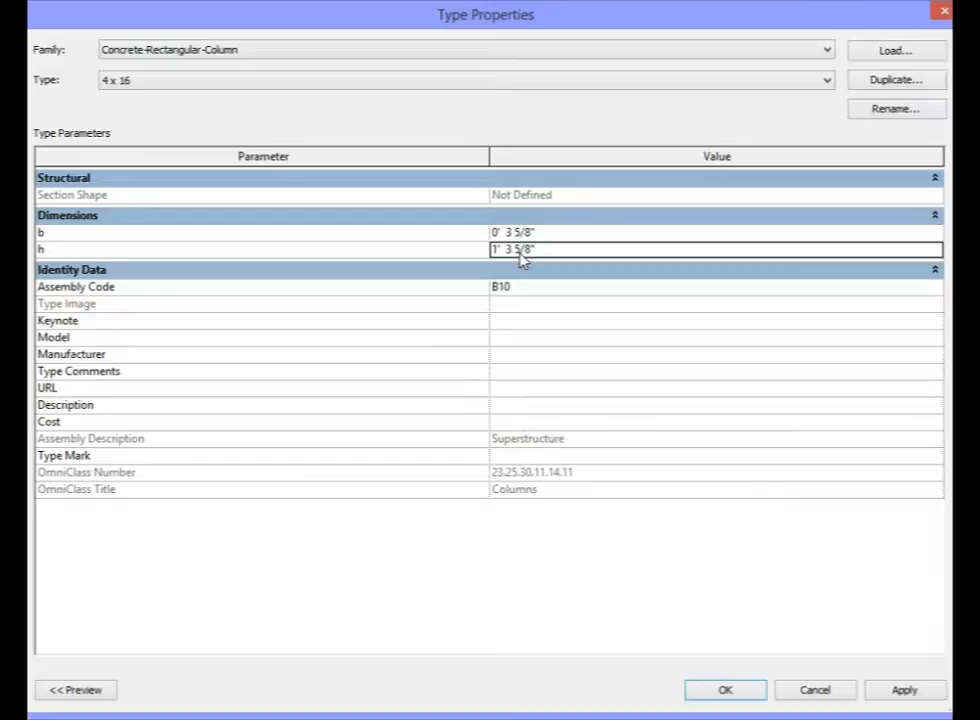 Type Properties
Family: Concrete-Rectangular-Column Load...
Type: 4 x 16 Duplicate...
Rename...
Type Parameters
Parameter Value
Structural
Section Shape Not Defined
Dimensions
b 0' 3 5/8"
h 1' 3 5/8"
Identity Data
Assembly Code B10
Type Image
Keynote
Model
Manufacturer
Type Comments
URL
Description
Cost
Assembly Description Superstructure
Type Mark
OmniClass Number 23.25.30.11.14.11
OmniClass Title Columns
<< Preview OK Cancel Apply